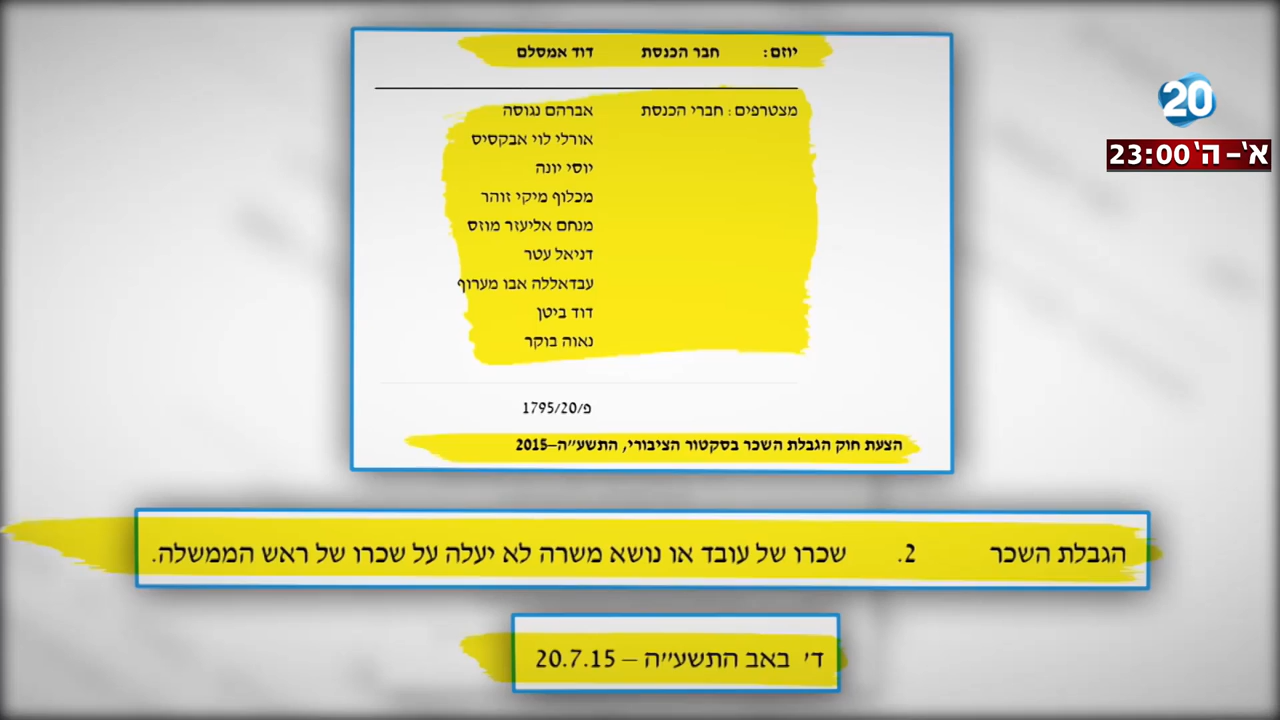 יוזם: חבר הכנסת דוד אמסלם
מצטרפים: חברי הכנסת אברהם נגוסה
אורלי לוי אבקסיס
יוסי יונה
מכלוף מיקי זוהר
מנחם אליעזר מוזס
דניאל עטר
עבדאללה אבו מערוף
דוד ביטן
נאוה בוקר
פ/1795/20
הצעת חוק הגבלת השכר בסקטור הציבורי, התשע״ה–2015
הגבלת השכר 2. שכרו של עובד או נושא משרה לא יעלה על שכרו של ראש הממשלה.
ד' באב התשע״ה – 20.7.15
20
א'-ה' 23:00